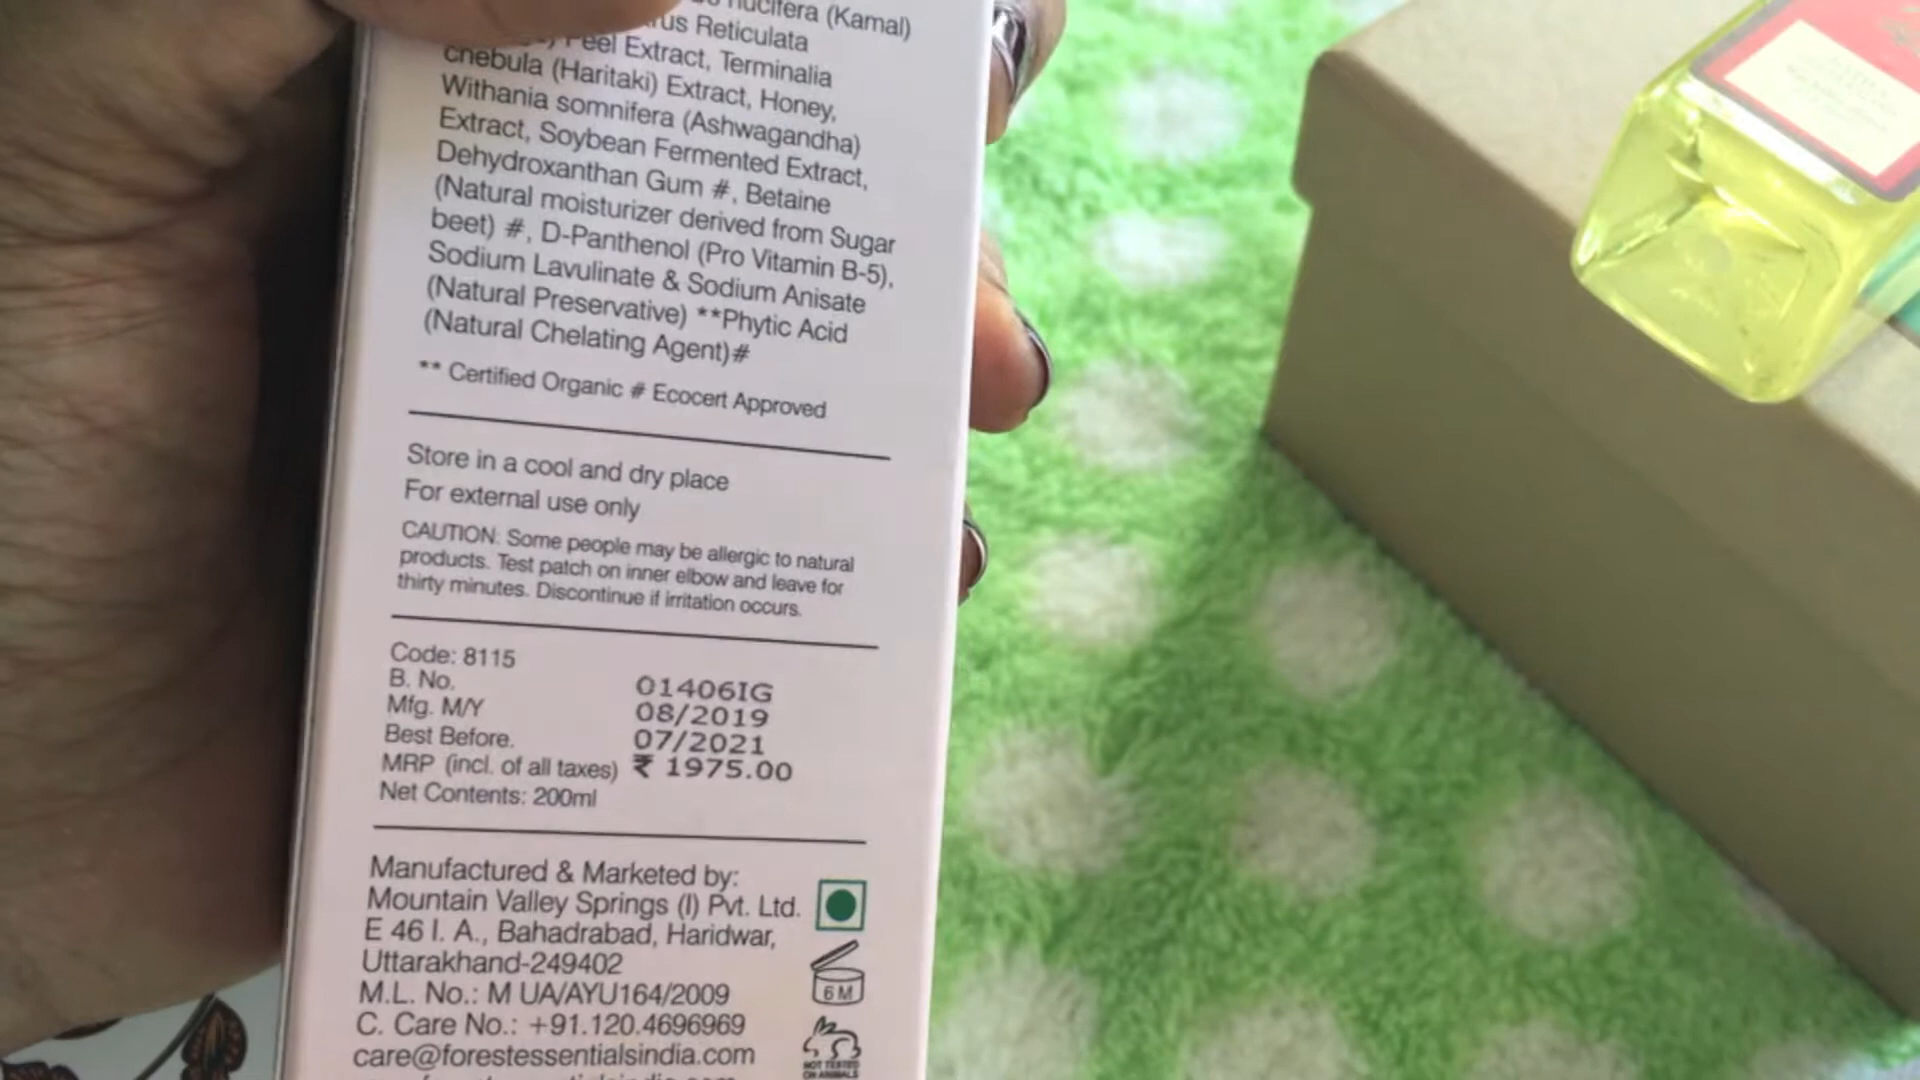 nucifera (Kamal)
Reticulata
Peel Extract, Terminalia
chebula (Haritaki) Extract, Honey,
Withania somnifera (Ashwagandha)
Extract, Soybean Fermented Extract,
Dehydroxanthan Gum #, Betaine
(Natural moisturizer derived from Sugar
beet) #, D-Panthenol (Pro Vitamin B-5),
Sodium Lavulinate & Sodium Anisate
(Natural Preservative) **Phytic Acid
(Natural Chelating Agent)#
** Certified Organic # Ecocert Approved
Store in a cool and dry place
For external use only
CAUTION: Some people may be allergic to natural
products. Test patch on inner elbow and leave for
thirty minutes. Discontinue if irritation occurs.
Code: 8115
B. No. 01406IG
Mfg. M/Y 08/2019
Best Before. 07/2021
MRP (incl. of all taxes) ₹ 1975.00
Net Contents: 200ml
Manufactured & Marketed by:
Mountain Valley Springs (I) Pvt. Ltd.
E 46 I. A., Bahadrabad, Haridwar,
Uttarakhand-249402
M.L. No.: M UA/AYU164/2009
C. Care No.: +91.120.4696969
care@forestessentialsindia.com
6 M
NOT TESTED
ON ANIMALS